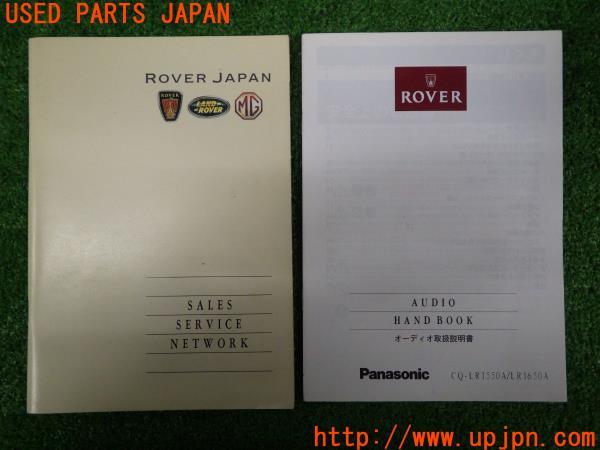 USED PARTS JAPAN
ROVER JAPAN
ROVER
LAND ROVER
MG
SALES
SERVICE
NETWORK
ROVER
AUDIO
HAND BOOK
オーディオ取扱説明書
Panasonic CQ-LR1550A/LR1650A
http://www.upjpn.com